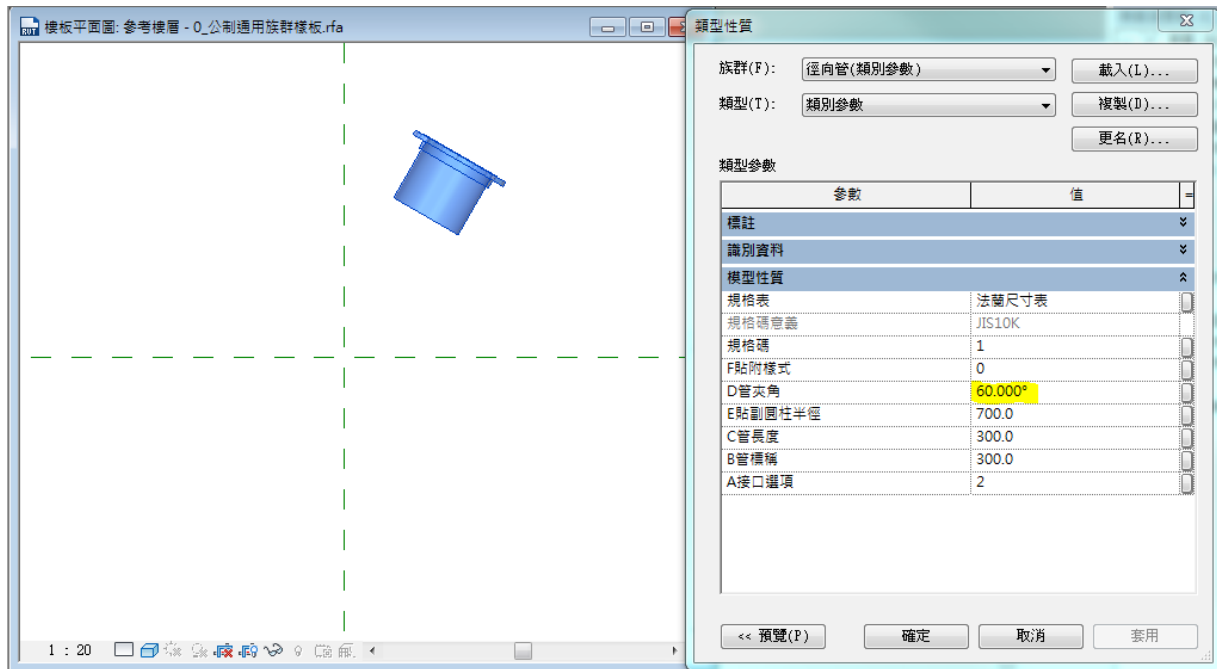 樓板平面圖: 參考樓層 - 0_公制通用族群樣板.rfa
1 : 20
類型性質
族群(F): 徑向管(類別參數) 載入(L)...
類型(T): 類別參數 複製(D)...
更名(R)...
類型參數
參數 值 =
標註
識別資料
模型性質
規格表 法蘭尺寸表
規格碼意義 JIS10K
規格碼 1
F貼附樣式 0
D管夾角 60.000°
E貼副圓柱半徑 700.0
C管長度 300.0
B管標稱 300.0
A接口選項 2
<< 預覽(P) 確定 取消 套用